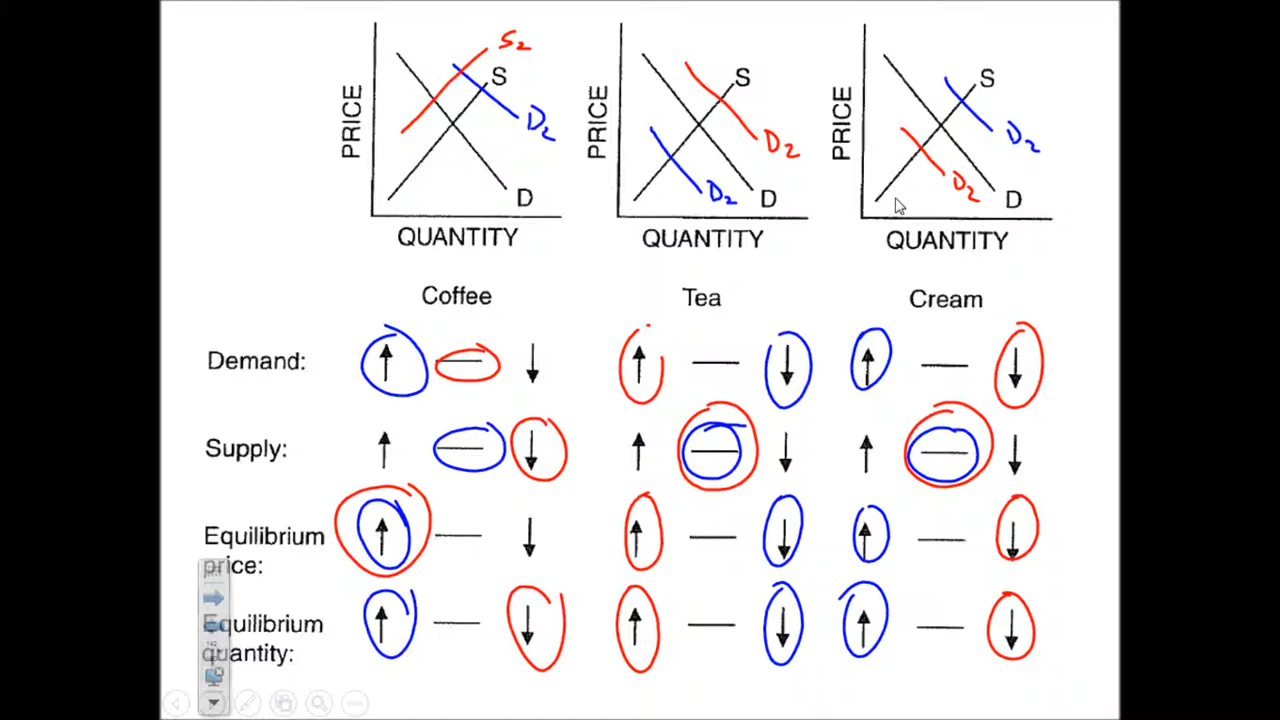 S₂
S
D₂
D
PRICE
QUANTITY
S
D₂
D₂
D
PRICE
QUANTITY
S
D₂
D₂
D
PRICE
QUANTITY
Coffee Tea Cream
Demand: ↑ — ↓ ↑ — ↓ ↑ — ↓
Supply: ↑ — ↓ ↑ — ↓ ↑ — ↓
Equilibrium
price: ↑ — ↓ ↑ — ↓ ↑ — ↓
Equilibrium
quantity: ↑ — ↓ ↑ — ↓ ↑ — ↓